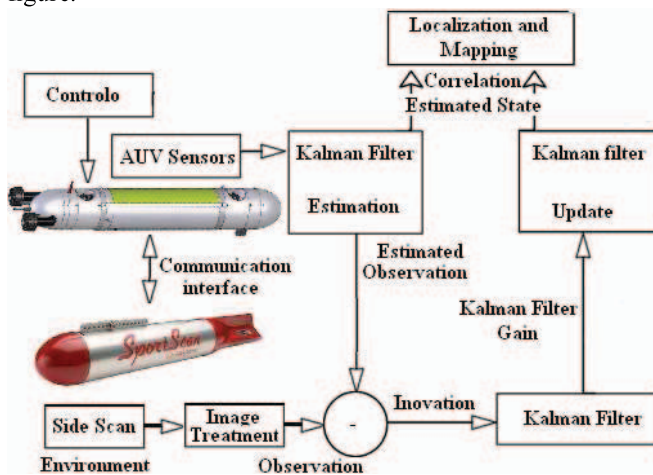 figure.
Localization and
Mapping
Controlo
Correlation
Estimated State
AUV Sensors
Kalman Filter
Estimation
Kalman filter
Update
Estimated
Observation
Communication
interface
Kalman Filter
Gain
SportScan
Side Scan
Image
Treatment
-
Inovation
Kalman Filter
Environment
Observation